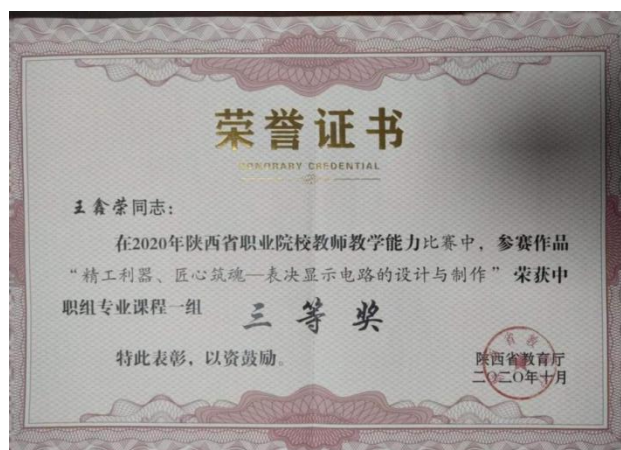 荣誉证书
HONORARY CREDENTIAL
王鑫荣同志：
在2020年陕西省职业院校教师教学能力比赛中，参赛作品
“精工利器、匠心筑魂—表决显示电路的设计与制作”荣获中
职组专业课程一组 三等奖
特此表彰，以资鼓励。
陕西省教育厅
二〇二〇年十月